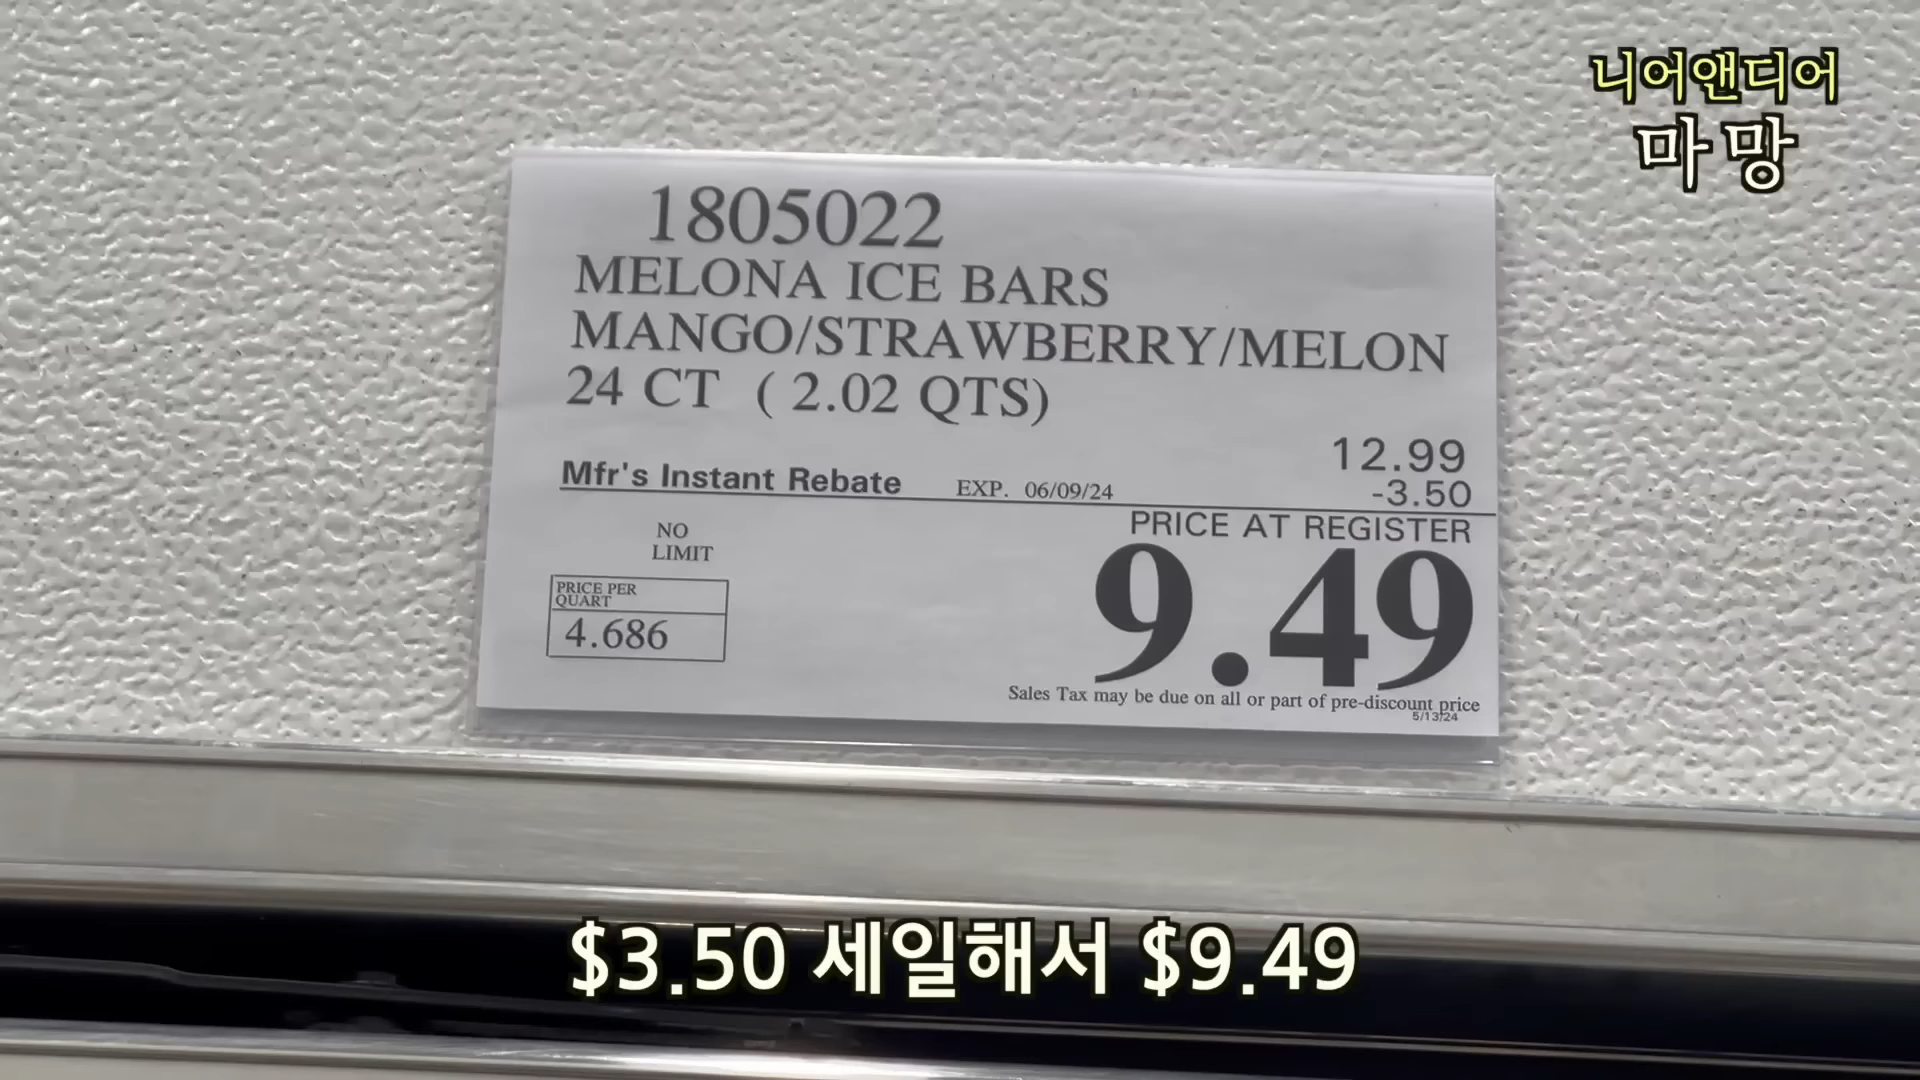 니어앤디어
마망
1805022
MELONA ICE BARS
MANGO/STRAWBERRY/MELON
24 CT ( 2.02 QTS)
12.99
Mfr's Instant Rebate EXP. 06/09/24 -3.50
PRICE AT REGISTER
NO
LIMIT
9.49
PRICE PER
QUART
4.686
Sales Tax may be due on all or part of pre-discount price
5/13/24
$3.50 세일해서 $9.49